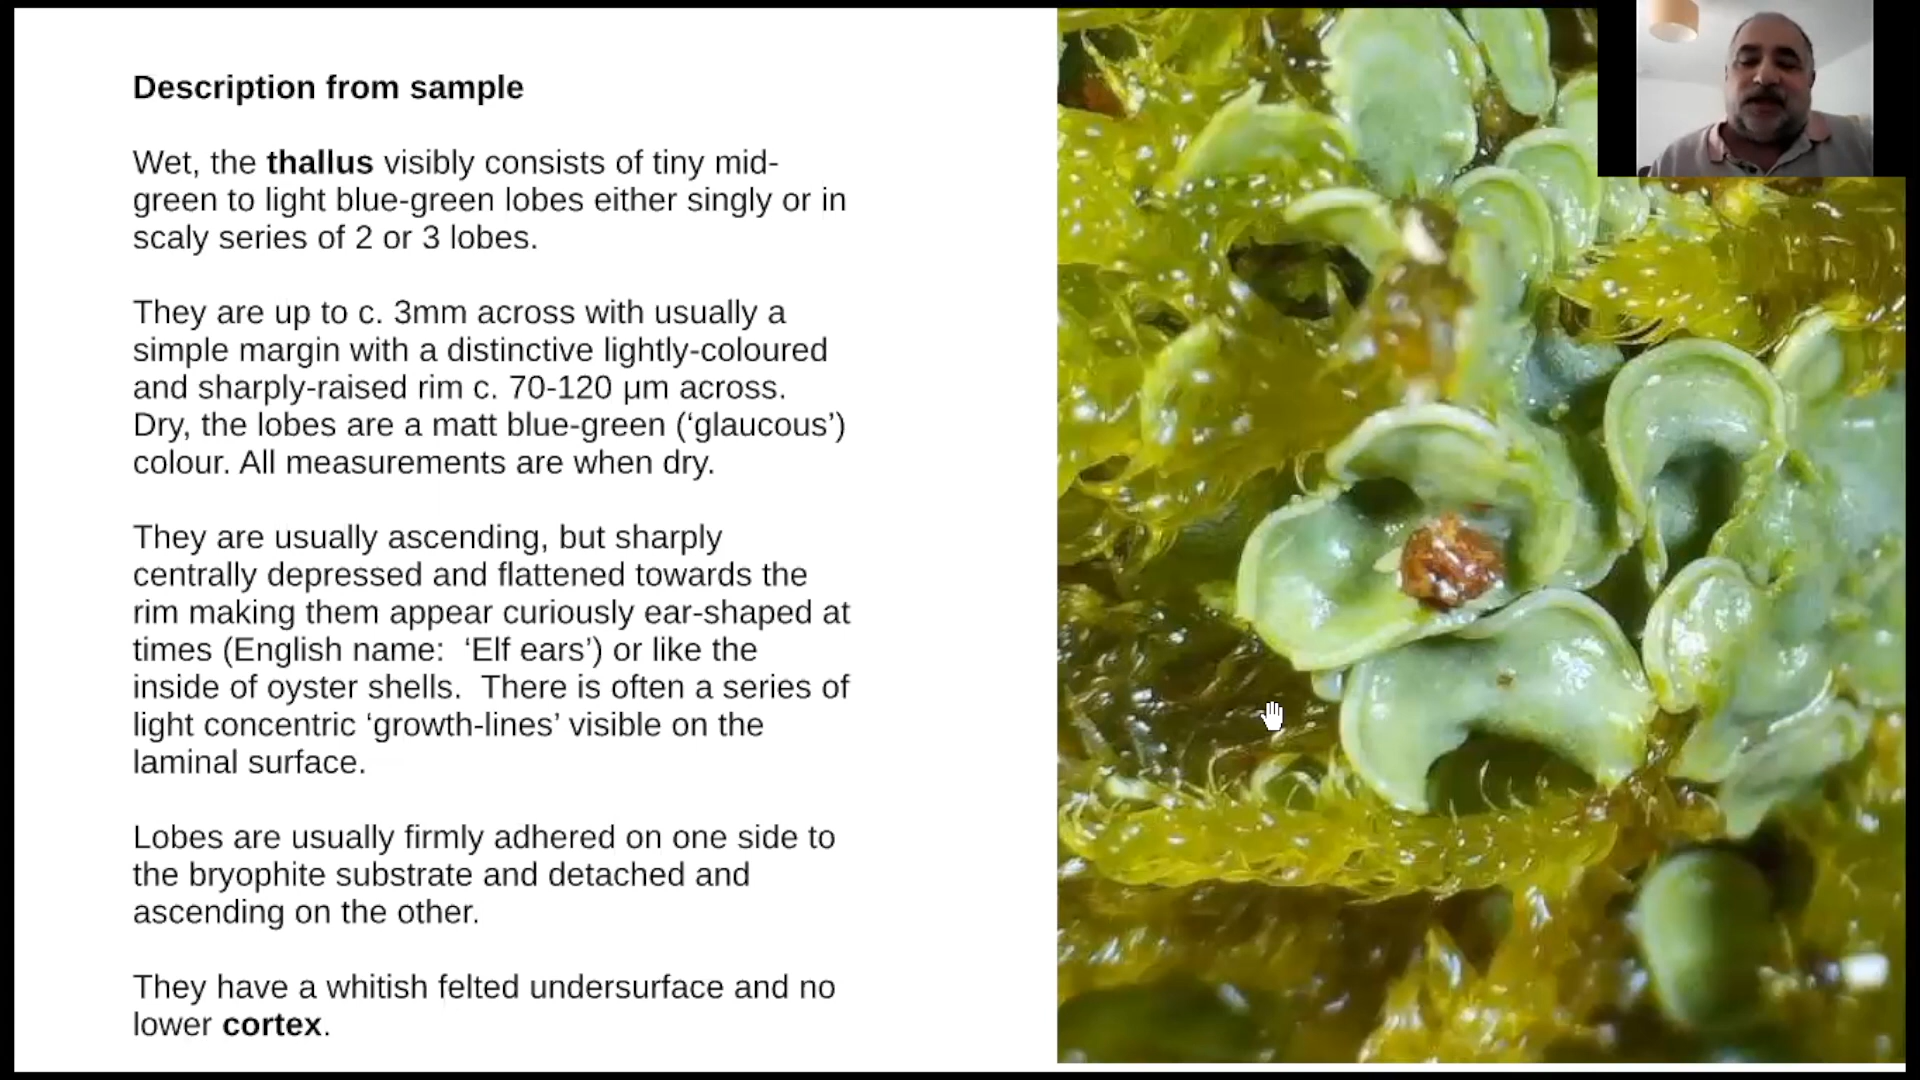 Description from sample
Wet, the thallus visibly consists of tiny mid-
green to light blue-green lobes either singly or in
scaly series of 2 or 3 lobes.
They are up to c. 3mm across with usually a
simple margin with a distinctive lightly-coloured
and sharply-raised rim c. 70-120 μm across.
Dry, the lobes are a matt blue-green (‘glaucous’)
colour. All measurements are when dry.
They are usually ascending, but sharply
centrally depressed and flattened towards the
rim making them appear curiously ear-shaped at
times (English name:  ‘Elf ears’) or like the
inside of oyster shells.  There is often a series of
light concentric ‘growth-lines’ visible on the
laminal surface.
Lobes are usually firmly adhered on one side to
the bryophite substrate and detached and
ascending on the other.
They have a whitish felted undersurface and no
lower cortex.